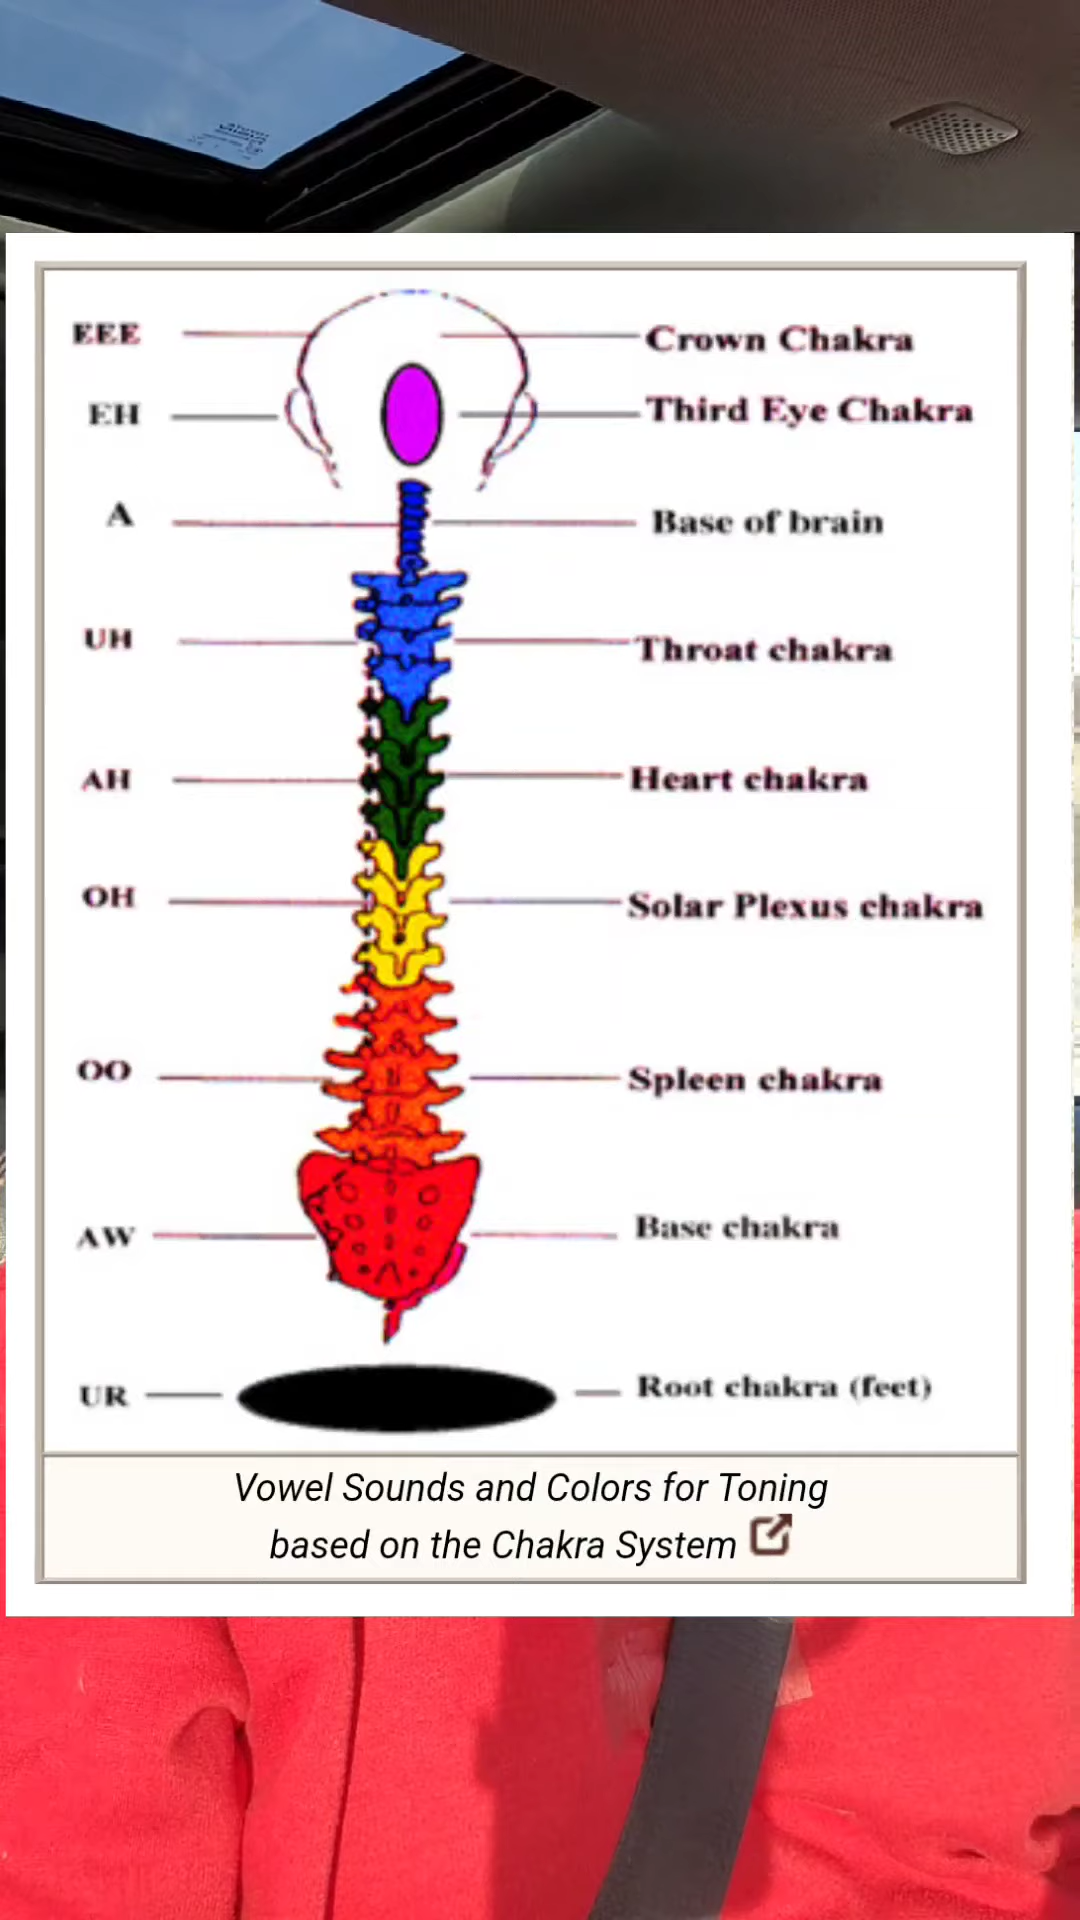 EEE
Crown Chakra
EH
Third Eye Chakra
A
Base of brain
UH
Throat chakra
AH
Heart chakra
OH
Solar Plexus chakra
OO
Spleen chakra
AW
Base chakra
UR
Root chakra (feet)
Vowel Sounds and Colors for Toning
based on the Chakra System